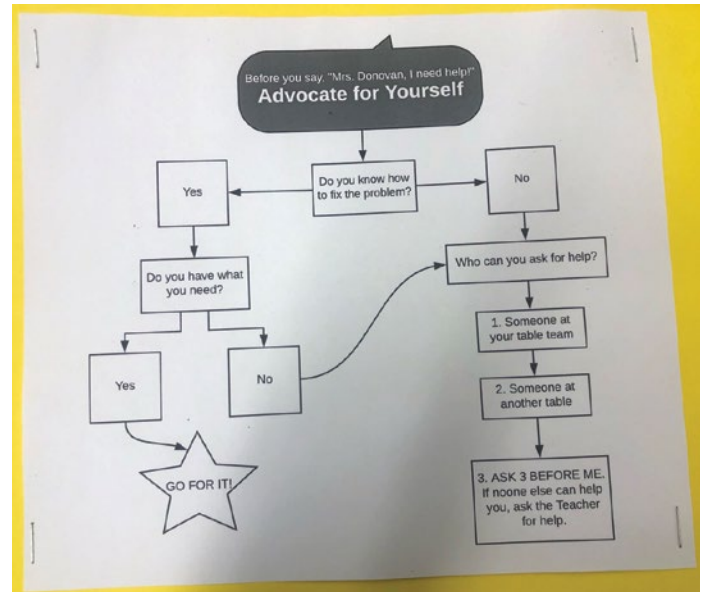 Before you say, "Mrs. Donovan, I need help!"
Advocate for Yourself
Do you know how
to fix the problem?
Yes
No
Do you have what
you need?
Who can you ask for help?
Yes
No
1. Someone at
your table team
2. Someone at
another table
GO FOR IT!
3. ASK 3 BEFORE ME.
If noone else can help
you, ask the Teacher
for help.